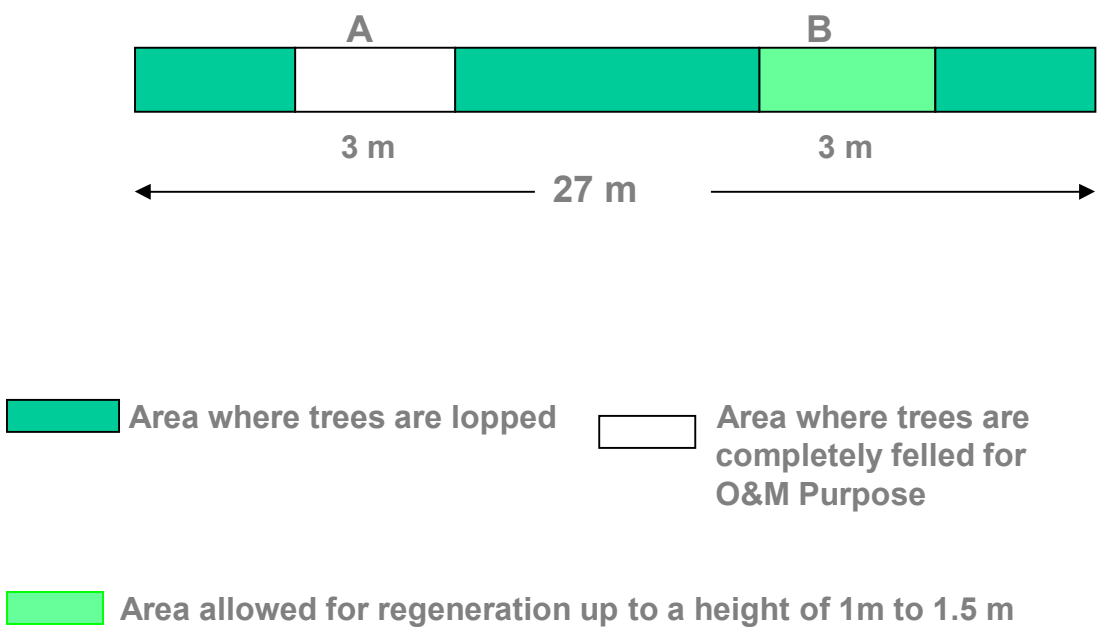 A B
3 m 3 m
27 m
Area where trees are lopped
Area where trees are
completely felled for
O&M Purpose
Area allowed for regeneration up to a height of 1m to 1.5 m